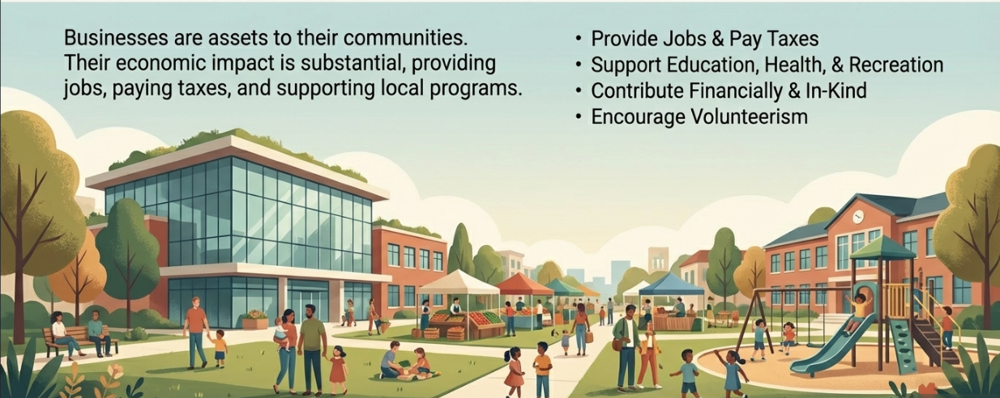 Businesses are assets to their communities.
Their economic impact is substantial, providing
jobs, paying taxes, and supporting local programs.
• Provide Jobs & Pay Taxes
• Support Education, Health, & Recreation
• Contribute Financially & In-Kind
• Encourage Volunteerism